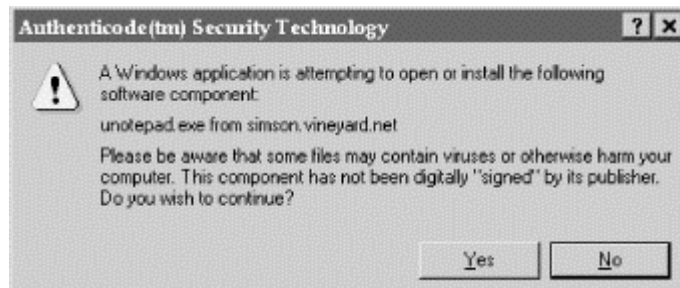 Authenticode(tm) Security Technology
? ×
A Windows application is attempting to open or install the following
software component:
unotepad.exe from simson.vineyard.net
Please be aware that some files may contain viruses or otherwise harm your
computer. This component has not been digitally "signed" by its publisher.
Do you wish to continue?
Yes
No